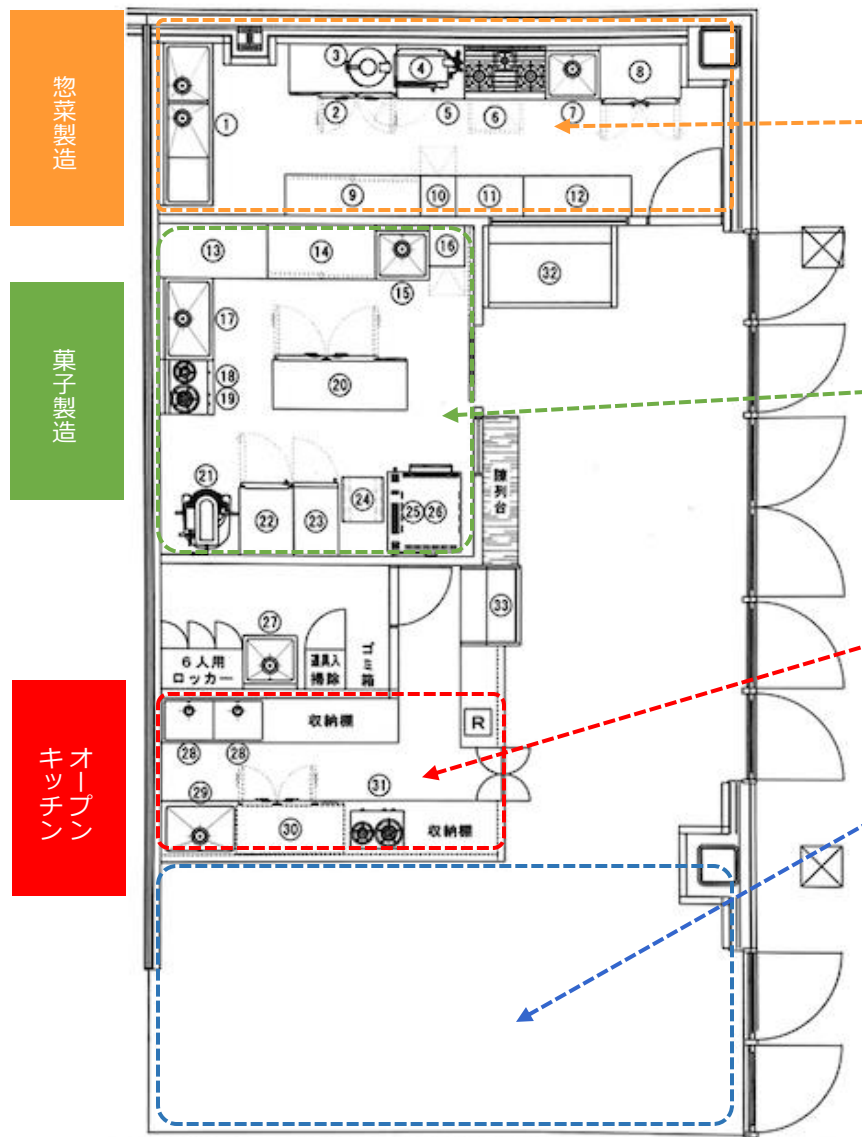 惣菜製造
③
④
⑧
①
②
⑤
⑥
⑦
⑨
⑩
⑪
⑫
⑬
⑭
⑯
⑮
㉜
菓子製造
⑰
⑱
⑲
⑳
㉑
㉒
㉓
㉔
㉕㉖
陳列台
㉗
㉝
6人用
ロッカー
道具入
掃除
ゴミ箱
オープン
キッチン
収納棚
R
㉘
㉘
㉙
㉚
㉛
収納棚